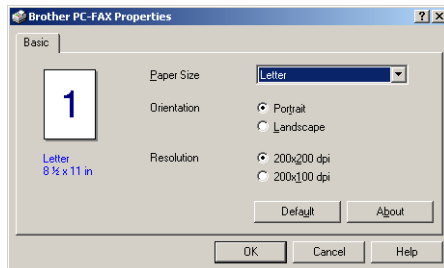 Brother PC-FAX Properties
Basic
1
Letter
8 ½ x 11 in
Paper Size
Letter
Orientation
Portrait
Landscape
Resolution
200x200 dpi
200x100 dpi
Default
About
OK
Cancel
Help